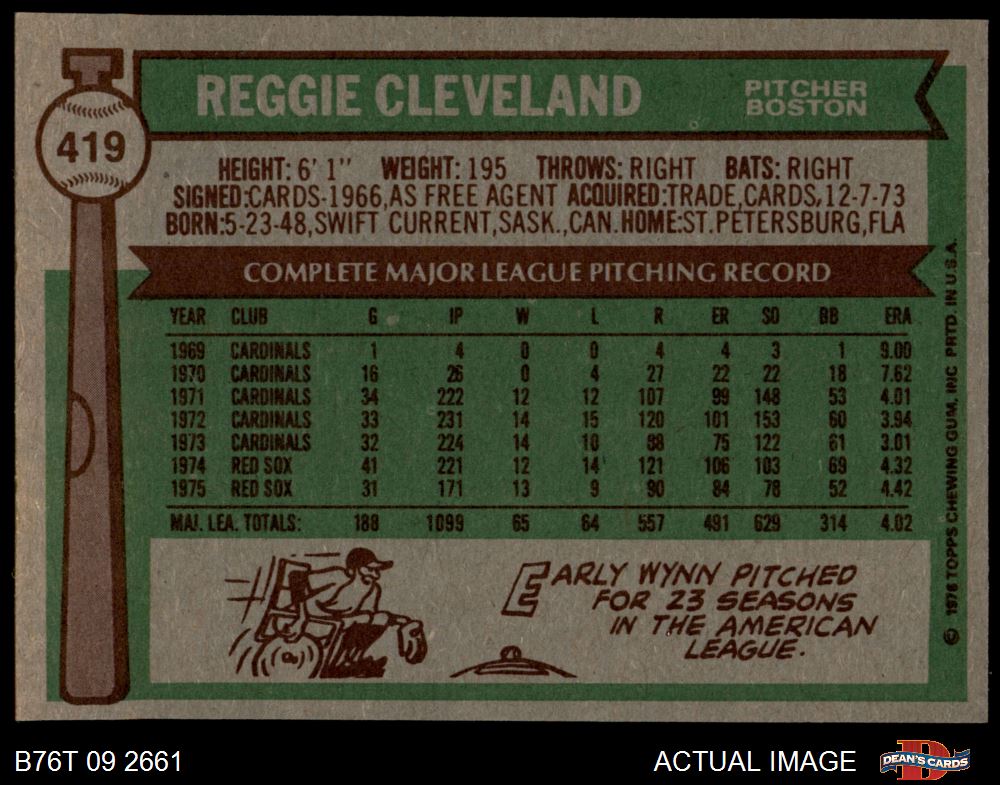 REGGIE CLEVELAND
PITCHER
BOSTON
419
HEIGHT: 6' 1" WEIGHT: 195 THROWS: RIGHT BATS: RIGHT
SIGNED:CARDS-1966,AS FREE AGENT ACQUIRED:TRADE,CARDS,12-7-73
BORN:5-23-48,SWIFT CURRENT,SASK.,CAN.HOME:ST.PETERSBURG,FLA
COMPLETE MAJOR LEAGUE PITCHING RECORD
YEAR CLUB G IP W L R ER SO BB ERA
1969 CARDINALS 1 4 0 0 4 4 3 1 9.00
1970 CARDINALS 16 26 0 4 27 22 22 18 7.62
1971 CARDINALS 34 222 12 12 107 99 148 53 4.01
1972 CARDINALS 33 231 14 15 120 101 153 60 3.94
1973 CARDINALS 32 224 14 10 88 75 122 61 3.01
1974 RED SOX 41 221 12 14 121 106 103 69 4.32
1975 RED SOX 31 171 13 9 90 84 78 52 4.42
MAJ. LEA. TOTALS: 188 1099 65 64 557 491 629 314 4.02
EARLY WYNN PITCHED
FOR 23 SEASONS
IN THE AMERICAN
LEAGUE.
© 1976 TOPPS CHEWING GUM, INC PRTD. IN U.S.A.
B76T 09 2661
ACTUAL IMAGE
DEAN'S CARDS